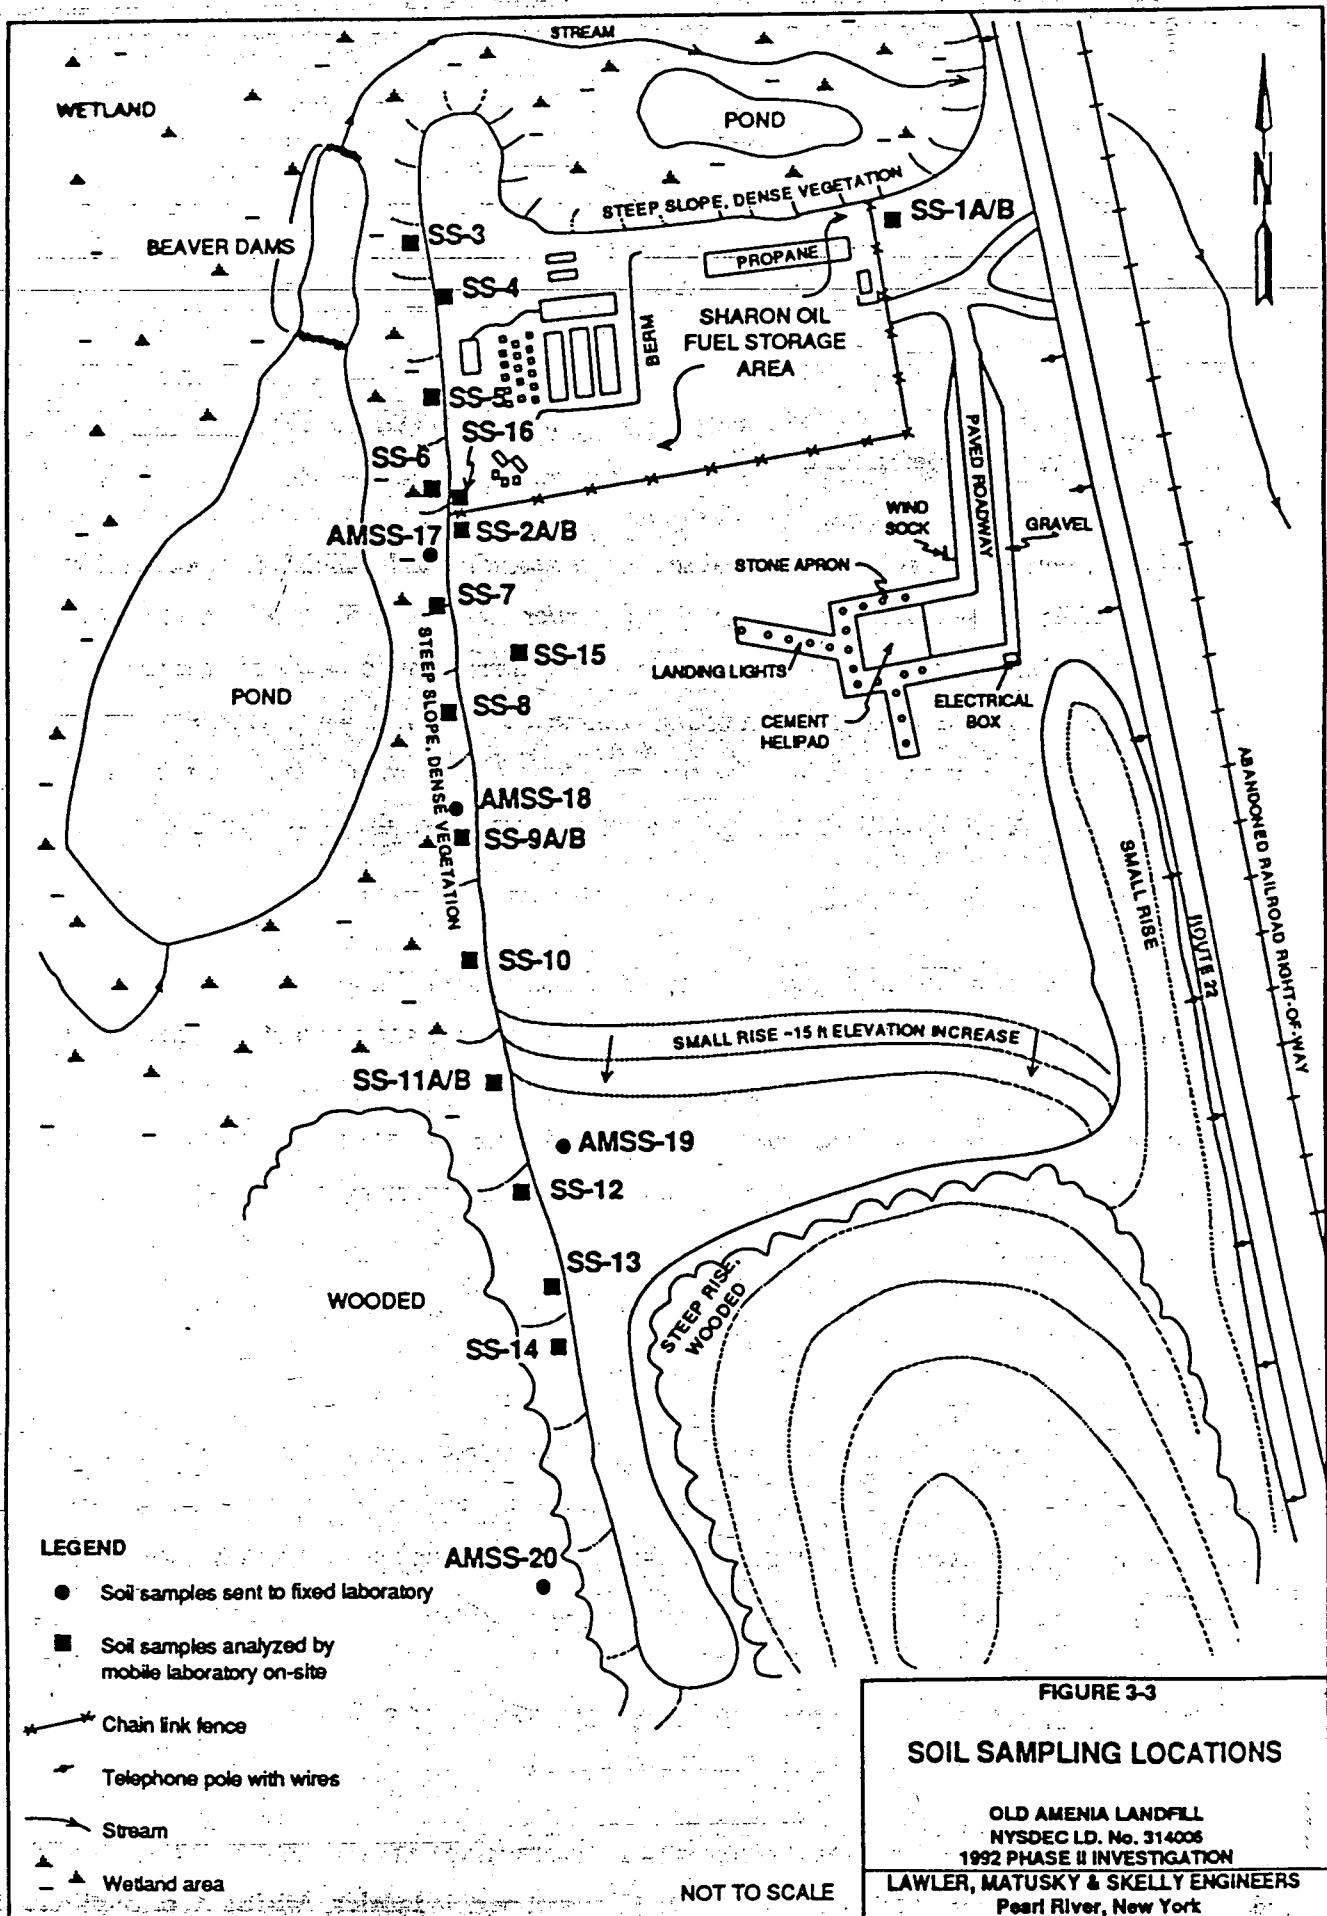 STREAM
WETLAND
POND
N
STEEP SLOPE, DENSE VEGETATION
SS-1A/B
SS-3
BEAVER DAMS
PROPANE
SS-4
SHARON OIL
FUEL STORAGE
AREA
BERM
SS-5
SS-16
SS-6
PAVED ROADWAY
WIND
SOCK
GRAVEL
AMSS-17
SS-2A/B
STONE APRON
SS-7
SS-15
LANDING LIGHTS
POND
STEEP SLOPE, DENSE VEGETATION
SS-8
CEMENT
HELIPAD
ELECTRICAL
BOX
AMSS-18
SS-9A/B
ABANDONED RAILROAD RIGHT-OF-WAY
SMALL RISE
ROUTE 22
SS-10
SMALL RISE ~15 ft ELEVATION INCREASE
SS-11A/B
AMSS-19
SS-12
SS-13
WOODED
STEEP RISE,
WOODED
SS-14
AMSS-20
LEGEND
Soil samples sent to fixed laboratory
Soil samples analyzed by
mobile laboratory on-site
Chain link fence
Telephone pole with wires
Stream
Wetland area
NOT TO SCALE
FIGURE 3-3
SOIL SAMPLING LOCATIONS
OLD AMENIA LANDFILL
NYSDEC I.D. No. 314006
1992 PHASE II INVESTIGATION
LAWLER, MATUSKY & SKELLY ENGINEERS
Pearl River, New York